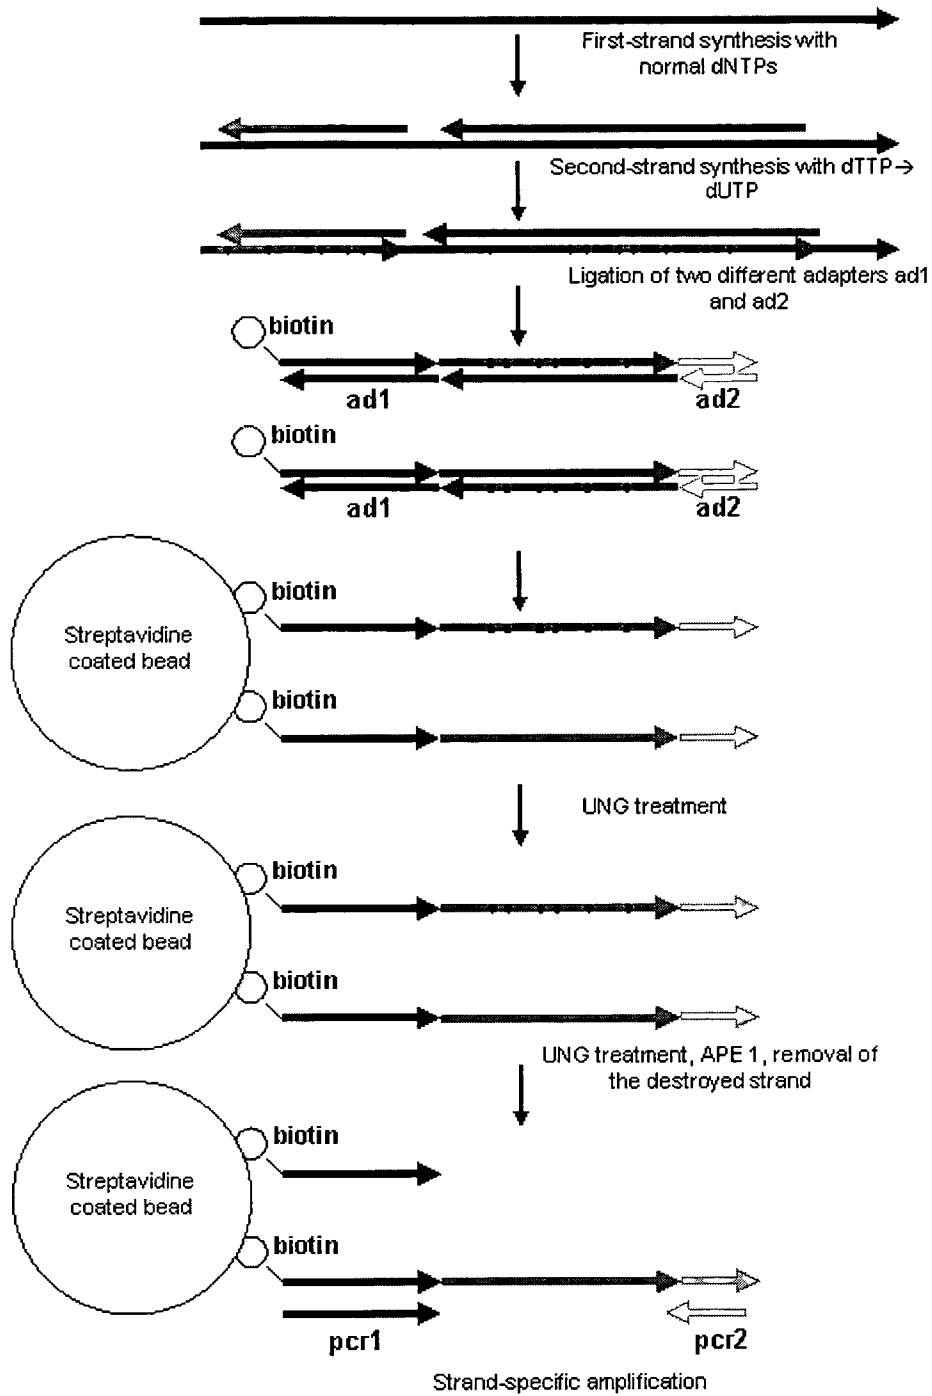 First-strand synthesis with
normal dNTPs
Second-strand synthesis with dTTP→
dUTP
Ligation of two different adapters ad1
and ad2
biotin
ad1
ad2
biotin
ad1
ad2
biotin
Streptavidine
coated bead
biotin
UNG treatment
biotin
Streptavidine
coated bead
biotin
UNG treatment, APE 1, removal of
the destroyed strand
biotin
Streptavidine
coated bead
biotin
pcr1
pcr2
Strand-specific amplification